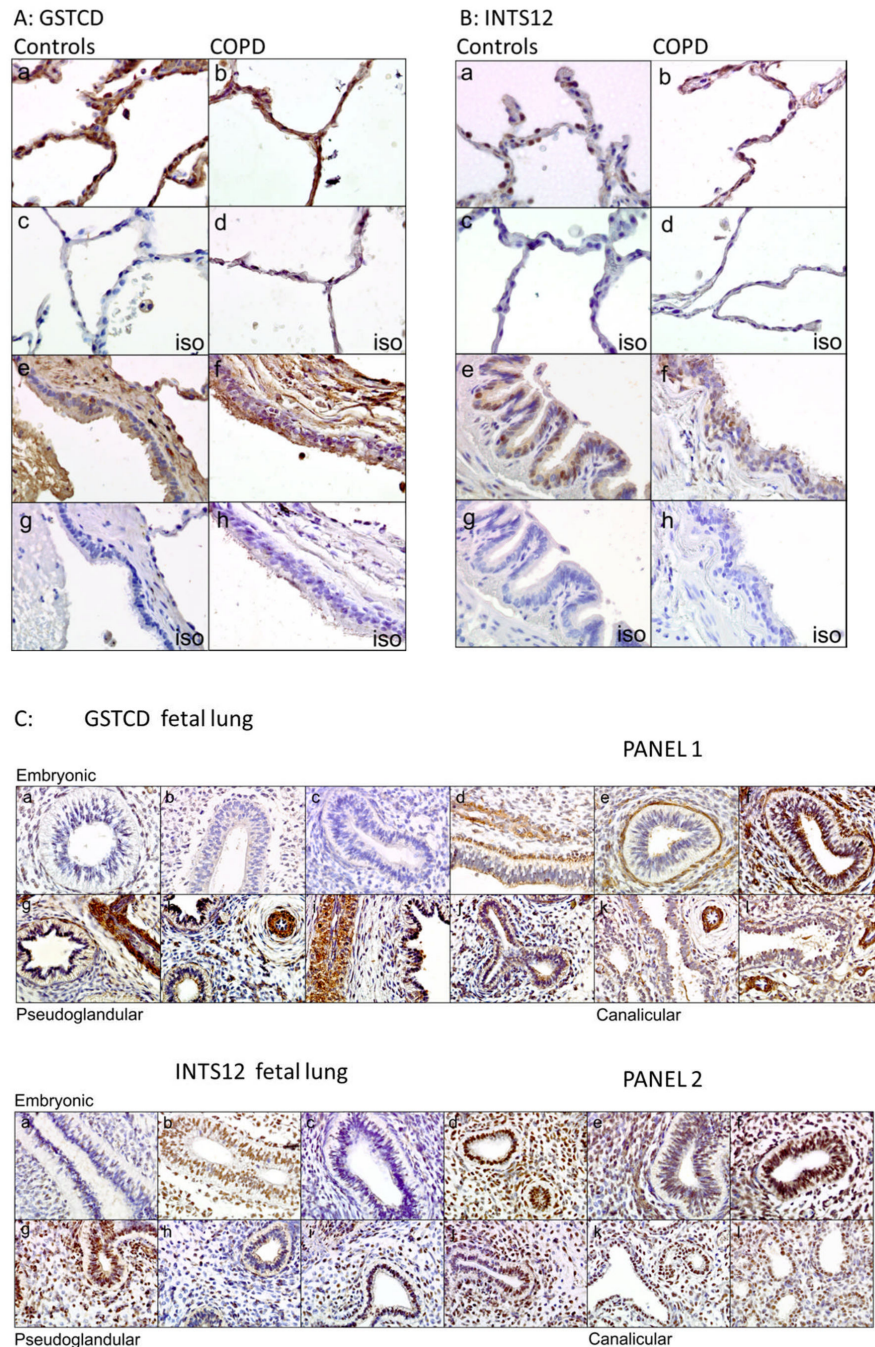 A: GSTCD
Controls COPD
a b
c d
iso iso
e f
g h
iso iso
B: INTS12
Controls COPD
a b
c d
iso iso
e f
g h
iso iso
C: GSTCD fetal lung
PANEL 1
Embryonic
a b c d e f
g h j k l
Pseudoglandular Canalicular
INTS12 fetal lung PANEL 2
Embryonic
a b c d e f
g h i j k l
Pseudoglandular Canalicular